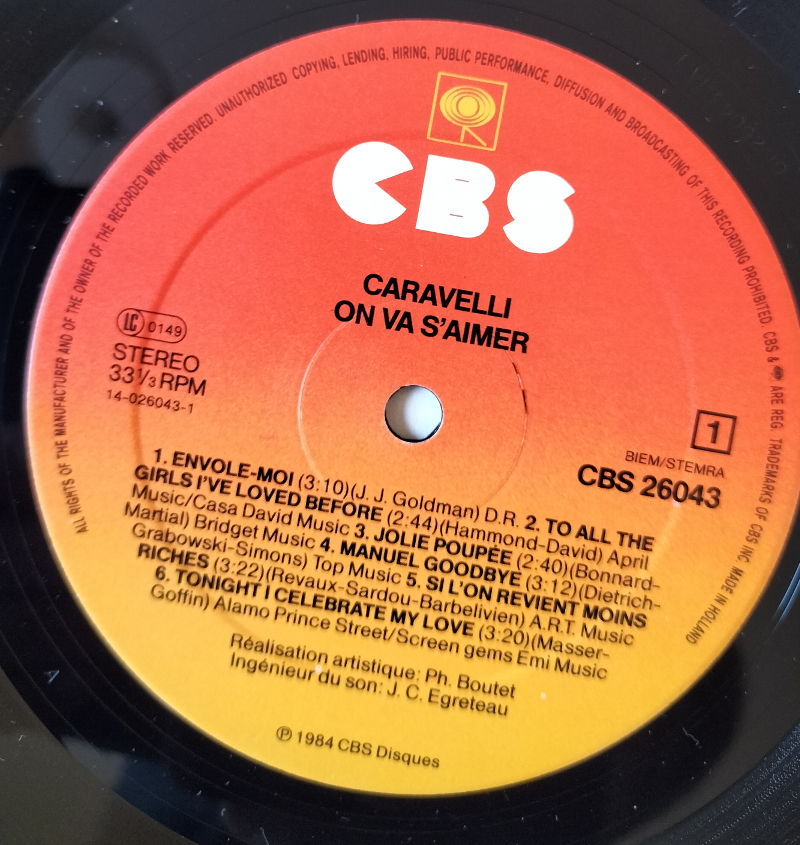 ALL RIGHTS OF THE MANUFACTURER AND OF THE OWNER OF THE RECORDED WORK RESERVED. UNAUTHORIZED COPYING, LENDING, HIRING, PUBLIC PERFORMANCE, DIFFUSION AND BROADCASTING OF THIS RECORDING PROHIBITED. CBS & ARE REG. TRADEMARKS OF CBS INC MADE IN HOLLAND
CBS
CARAVELLI
ON VA S'AIMER
LC 0149
STEREO
33⅓ RPM
14-026043-1
1
BIEM/STEMRA
CBS 26043
1. ENVOLE-MOI (3:10)(J. J. Goldman) D.R. 2. TO ALL THE
GIRLS I'VE LOVED BEFORE (2:44)(Hammond-David) April
Music/Casa David Music 3. JOLIE POUPÉE (2:40)(Bonnard-
Martial) Bridget Music 4. MANUEL GOODBYE (3:12)(Dietrich-
Grabowski-Simons) Top Music 5. SI L'ON REVIENT MOINS
RICHES (3:22)(Revaux-Sardou-Barbelivien) A.R.T. Music
6. TONIGHT I CELEBRATE MY LOVE (3:20)(Masser-
Goffin) Alamo Prince Street/Screen gems Emi Music
Réalisation artistique: Ph. Boutet
Ingénieur du son: J. C. Egreteau
℗ 1984 CBS Disques